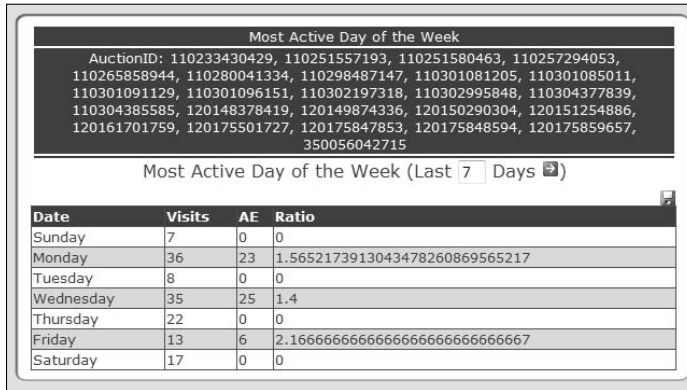 Most Active Day of the Week
AuctionID: 110233430429, 110251557193, 110251580463, 110257294053,
110265858944, 110280041334, 110298487147, 110301081205, 110301085011,
110301091129, 110301096151, 110302197318, 110302995848, 110304377839,
110304385585, 120148378419, 120149874336, 120150290304, 120151254886,
120161701759, 120175501727, 120175847853, 120175848594, 120175859657,
350056042715
Most Active Day of the Week (Last 7 Days )
Date Visits AE Ratio
Sunday 7 0 0
Monday 36 23 1.5652173913043478260869565217
Tuesday 8 0 0
Wednesday 35 25 1.4
Thursday 22 0 0
Friday 13 6 2.1666666666666666666666666667
Saturday 17 0 0